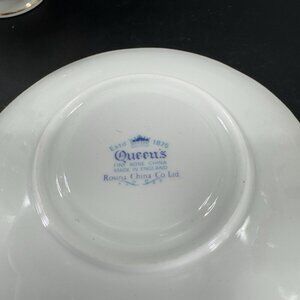 Estd 1875
Queen's
FINE BONE CHINA
MADE IN ENGLAND
Rosina China Co Ltd.